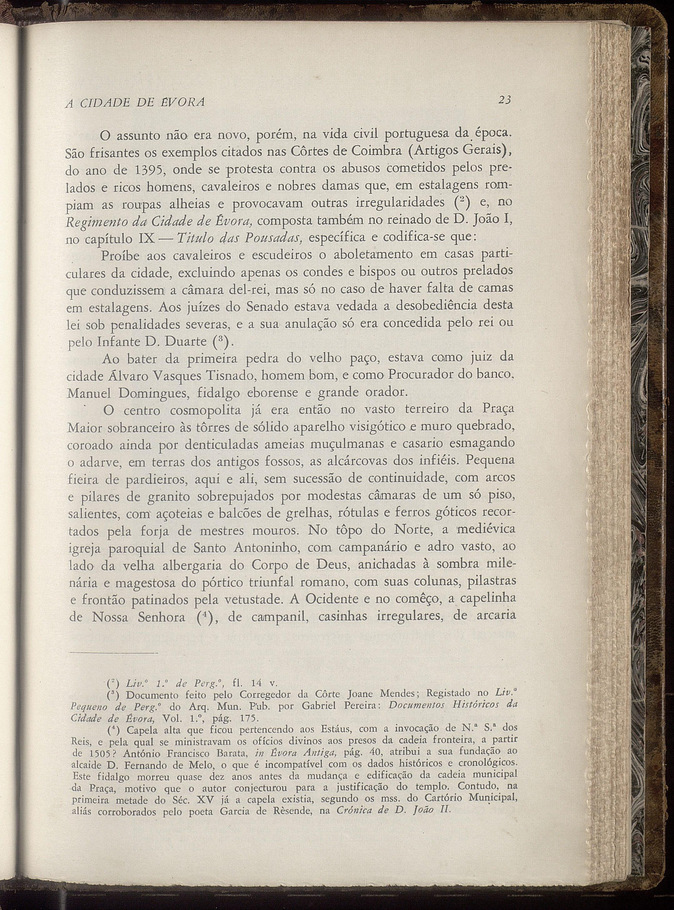 A CIDADE DE ÉVORA 23
O assunto não era novo, porém, na vida civil portuguesa da época.
São frisantes os exemplos citados nas Côrtes de Coimbra (Artigos Gerais),
do ano de 1395, onde se protesta contra os abusos cometidos pelos pre-
lados e ricos homens, cavaleiros e nobres damas que, em estalagens rom-
piam as roupas alheias e provocavam outras irregularidades (²) e, no
Regimento da Cidade de Évora, composta também no reinado de D. João I,
no capítulo IX — Titulo das Pousadas, especifica e codifica-se que:
Proíbe aos cavaleiros e escudeiros o aboletamento em casas parti-
culares da cidade, excluindo apenas os condes e bispos ou outros prelados
que conduzissem a câmara del-rei, mas só no caso de haver falta de camas
em estalagens. Aos juízes do Senado estava vedada a desobediência desta
lei sob penalidades severas, e a sua anulação só era concedida pelo rei ou
pelo Infante D. Duarte (³).
Ao bater da primeira pedra do velho paço, estava como juiz da
cidade Álvaro Vasques Tisnado, homem bom, e como Procurador do banco,
Manuel Domingues, fidalgo eborense e grande orador.
O centro cosmopolita já era então no vasto terreiro da Praça
Maior sobranceiro às tôrres de sólido aparelho visigótico e muro quebrado,
coroado ainda por denticuladas ameias muçulmanas e casario esmagando
o adarve, em terras dos antigos fossos, as alcárcovas dos infiéis. Pequena
fieira de pardieiros, aqui e ali, sem sucessão de continuidade, com arcos
e pilares de granito sobrepujados por modestas câmaras de um só piso,
salientes, com açoteias e balcões de grelhas, rótulas e ferros góticos recor-
tados pela forja de mestres mouros. No tôpo do Norte, a mediévica
igreja paroquial de Santo Antoninho, com campanário e adro vasto, ao
lado da velha albergaria do Corpo de Deus, anichadas à sombra mile-
nária e magestosa do pórtico triunfal romano, com suas colunas, pilastras
e frontão patinados pela vetustade. A Ocidente e no comêço, a capelinha
de Nossa Senhora (⁴), de campanil, casinhas irregulares, de arcaria
(²) Liv.º 1.º de Perg.º, fl. 14 v.
(³) Documento feito pelo Corregedor da Côrte Joane Mendes; Registado no Liv.º
Pequeno de Perg.º do Arq. Mun. Pub. por Gabriel Pereira: Documentos Históricos da
Cidade de Évora, Vol. 1.º, pág. 175.
(⁴) Capela alta que ficou pertencendo aos Estáus, com a invocação de N.ª S.ª dos
Reis, e pela qual se ministravam os ofícios divinos aos presos da cadeia fronteira, a partir
de 1505? António Francisco Barata, in Évora Antiga, pág. 40, atribui a sua fundação ao
alcaide D. Fernando de Melo, o que é incompatível com os dados históricos e cronológicos.
Este fidalgo morreu quase dez anos antes da mudança e edificação da cadeia municipal
da Praça, motivo que o autor conjecturou para a justificação do templo. Contudo, na
primeira metade do Séc. XV já a capela existia, segundo os mss. do Cartório Municipal,
aliás corroborados pelo poeta Garcia de Rèsende, na Crónica de D. João II.